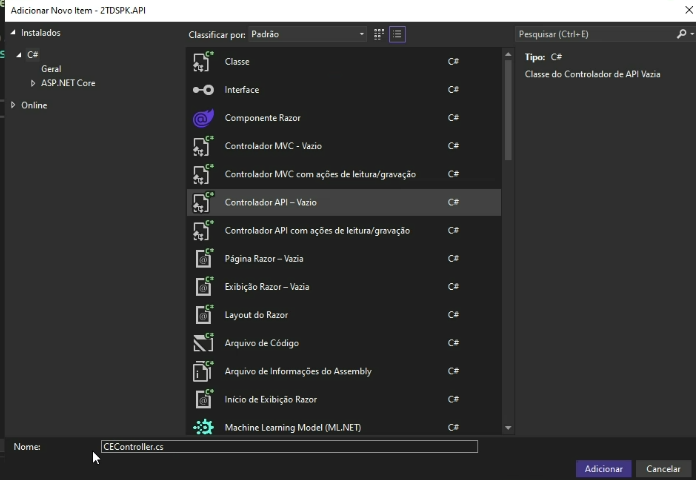 Adicionar Novo Item - 2TDSPK.API
Instalados
Classificar por: Padrão
Pesquisar (Ctrl+E)
C#
Geral
ASP.NET Core
Online
Classe C#
Interface C#
Componente Razor C#
Controlador MVC - Vazio C#
Controlador MVC com ações de leitura/gravação C#
Controlador API – Vazio C#
Controlador API com ações de leitura/gravação C#
Página Razor – Vazia C#
Exibição Razor – Vazia C#
Layout do Razor C#
Arquivo de Código C#
Arquivo de Informações do Assembly C#
Início de Exibição Razor C#
Machine Learning Model (ML.NET) C#
Tipo: C#
Classe do Controlador de API Vazia
Nome: CEController.cs
Adicionar Cancelar